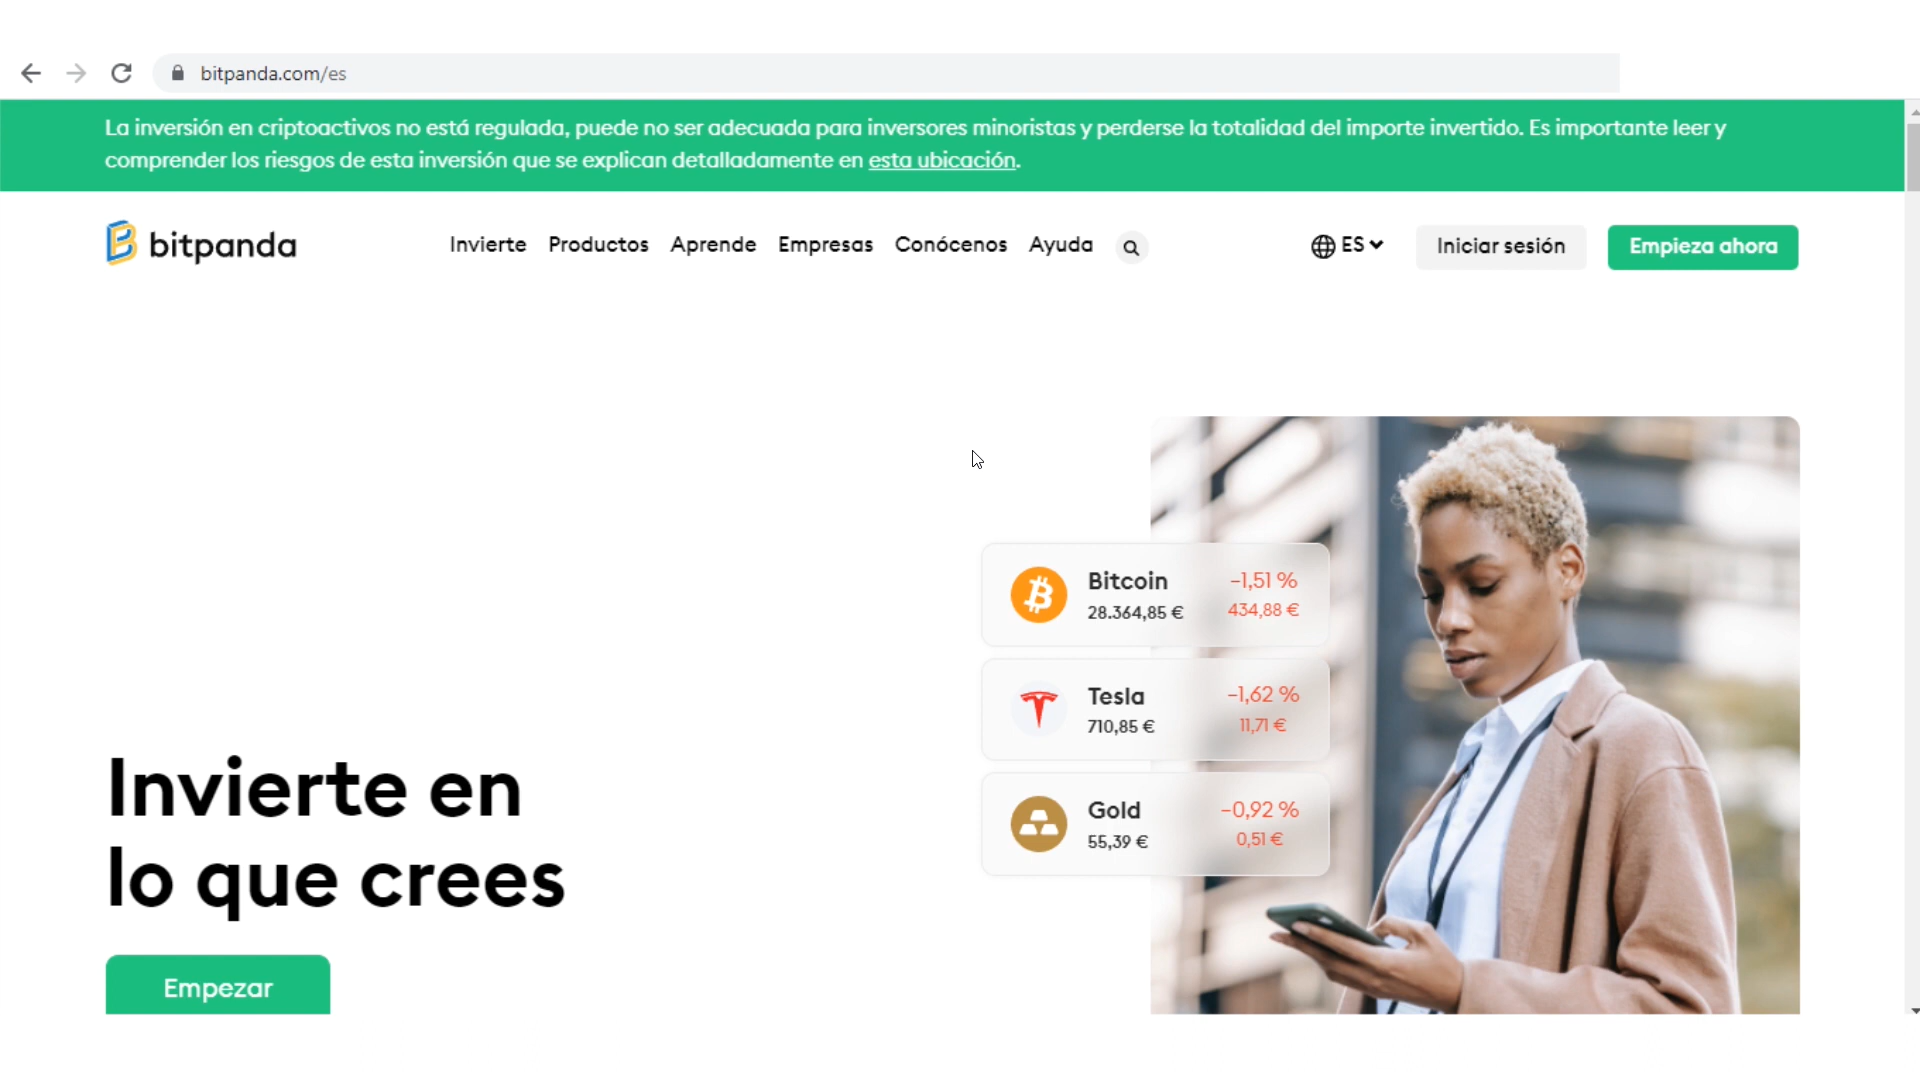 bitpanda.com/es
La inversión en criptoactivos no está regulada, puede no ser adecuada para inversores minoristas y perderse la totalidad del importe invertido. Es importante leer y
comprender los riesgos de esta inversión que se explican detalladamente en esta ubicación.
bitpanda
Invierte Productos Aprende Empresas Conócenos Ayuda
ES
Iniciar sesión
Empieza ahora
Bitcoin -1,51 %
28.364,85 € 434,88 €
Tesla -1,62 %
710,85 € 11,71 €
Gold -0,92 %
55,39 € 0,51 €
Invierte en
lo que crees
Empezar